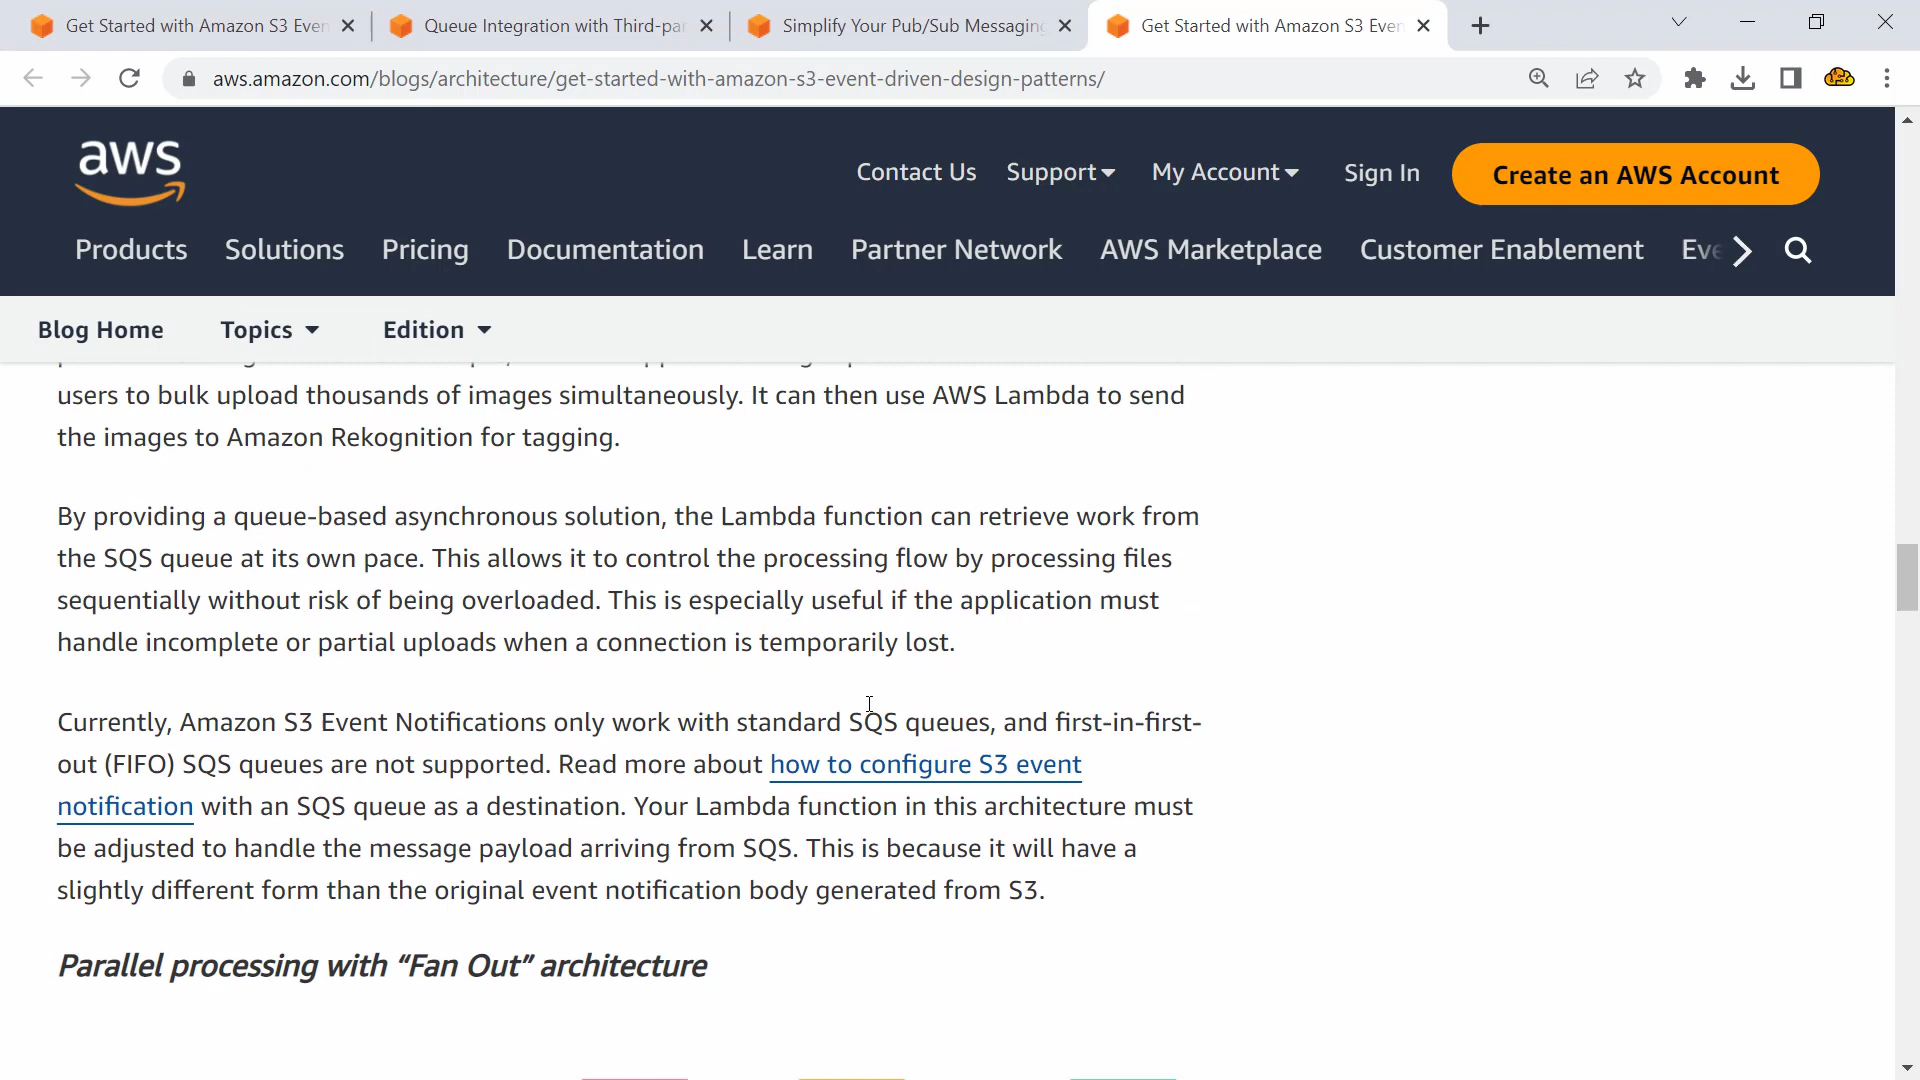 Get Started with Amazon S3 Even
Queue Integration with Third-par
Simplify Your Pub/Sub Messaging
Get Started with Amazon S3 Even
aws.amazon.com/blogs/architecture/get-started-with-amazon-s3-event-driven-design-patterns/
aws
Contact Us
Support
My Account
Sign In
Create an AWS Account
Products
Solutions
Pricing
Documentation
Learn
Partner Network
AWS Marketplace
Customer Enablement
Eve
Blog Home
Topics
Edition
users to bulk upload thousands of images simultaneously. It can then use AWS Lambda to send
the images to Amazon Rekognition for tagging.
By providing a queue-based asynchronous solution, the Lambda function can retrieve work from
the SQS queue at its own pace. This allows it to control the processing flow by processing files
sequentially without risk of being overloaded. This is especially useful if the application must
handle incomplete or partial uploads when a connection is temporarily lost.
Currently, Amazon S3 Event Notifications only work with standard SQS queues, and first-in-first-
out (FIFO) SQS queues are not supported. Read more about how to configure S3 event
notification with an SQS queue as a destination. Your Lambda function in this architecture must
be adjusted to handle the message payload arriving from SQS. This is because it will have a
slightly different form than the original event notification body generated from S3.
Parallel processing with “Fan Out” architecture